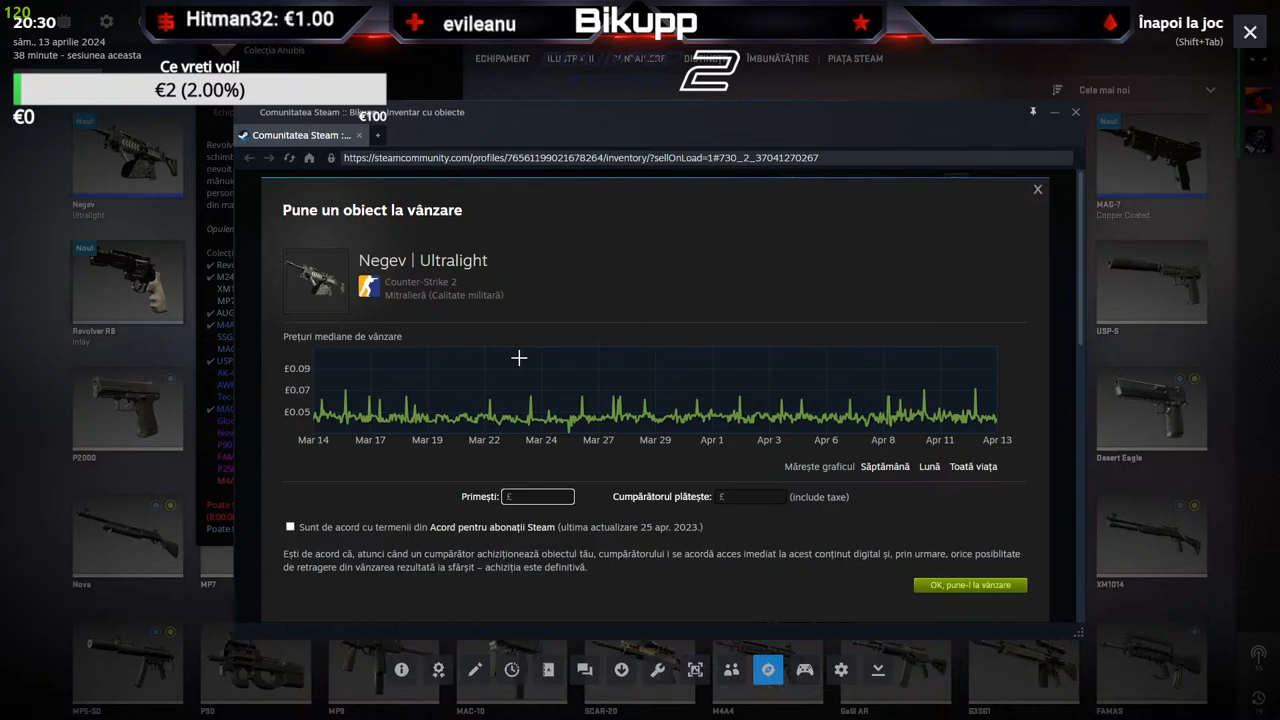 120
20:30
sâm., 13 aprilie 2024
38 minute - sesiunea aceasta
Hitman32: €1.00
evileanu
Bikupp
2
Înapoi la joc
(Shift+Tab)
Ce vreti voi!
€2 (2.00%)
€0
€100
Colecția Anubis
ECHIPAMENT
ÎMBUNĂTĂȚIRE
PIAȚA STEAM
Cele mai noi
Comunitatea Steam :: Bikupp :: Inventar cu obiecte
Comunitatea Steam :...
https://steamcommunity.com/profiles/76561199021678264/inventory/?sellOnLoad=1#730_2_37041270267
Pune un obiect la vânzare
X
Negev | Ultralight
Counter-Strike 2
Mitralieră (Calitate militară)
Prețuri mediane de vânzare
£0.09
£0.07
£0.05
Mar 14 Mar 17 Mar 19 Mar 22 Mar 24 Mar 27 Mar 29 Apr 1 Apr 3 Apr 6 Apr 8 Apr 11 Apr 13
Mărește graficul Săptămână Lună Toată viața
Primești: £ Cumpărătorul plătește: £ (include taxe)
Sunt de acord cu termenii din Acord pentru abonații Steam (ultima actualizare 25 apr. 2023.)
Ești de acord că, atunci când un cumpărător achiziționează obiectul tău, cumpărătorului i se acordă acces imediat la acest conținut digital și, prin urmare, orice posiblitate
de retragere din vânzarea rezultată ia sfârșit – achiziția este definitivă.
OK, pune-l la vânzare
Nou!
Negev
Ultralight
Nou!
Revolver R8
Inlay
P2000
Nova
MP7
MP5-SD
P90
MP9
MAC-10
SCAR-20
M4A4
Galil AR
G3SG1
FAMAS
Nou!
MAG-7
Copper Coated
USP-S
Desert Eagle
XM1014
15